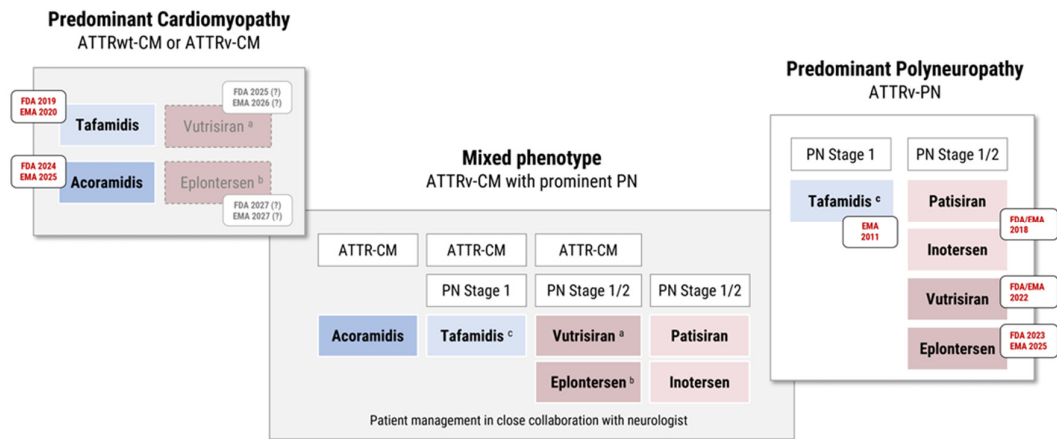 Predominant Cardiomyopathy
ATTRwt-CM or ATTRv-CM
FDA 2019
EMA 2020
Tafamidis
FDA 2025 (?)
EMA 2026 (?)
Vutrisiran a
FDA 2024
EMA 2025
Acoramidis
Eplontersen b
FDA 2027 (?)
EMA 2027 (?)
Mixed phenotype
ATTRv-CM with prominent PN
ATTR-CM
ATTR-CM
ATTR-CM
PN Stage 1
PN Stage 1/2
PN Stage 1/2
Acoramidis
Tafamidis c
Vutrisiran a
Patisiran
Eplontersen b
Inotersen
Patient management in close collaboration with neurologist
Predominant Polyneuropathy
ATTRv-PN
PN Stage 1
PN Stage 1/2
Tafamidis c
EMA
2011
Patisiran
FDA/EMA
2018
Inotersen
Vutrisiran
FDA/EMA
2022
Eplontersen
FDA 2023
EMA 2025